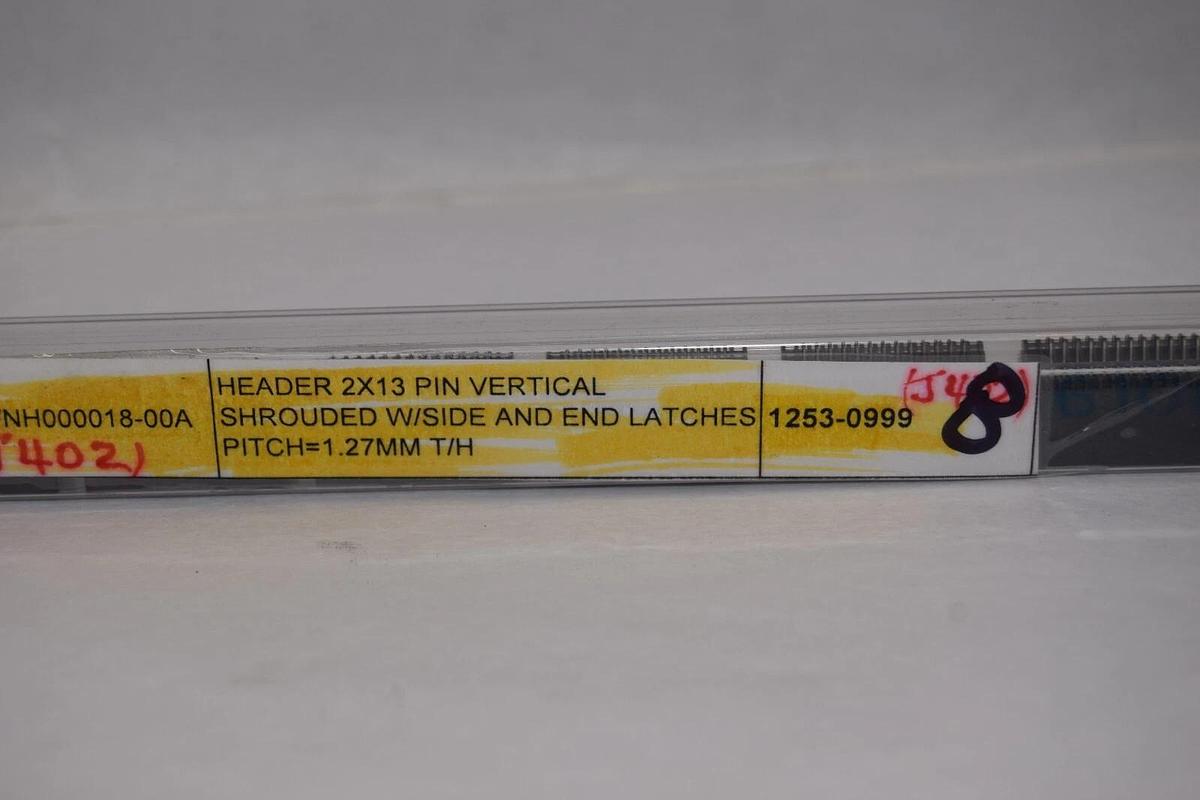 NH000018-00A
J402)
HEADER 2X13 PIN VERTICAL
SHROUDED W/SIDE AND END LATCHES
PITCH=1.27MM T/H
1253-0999
8